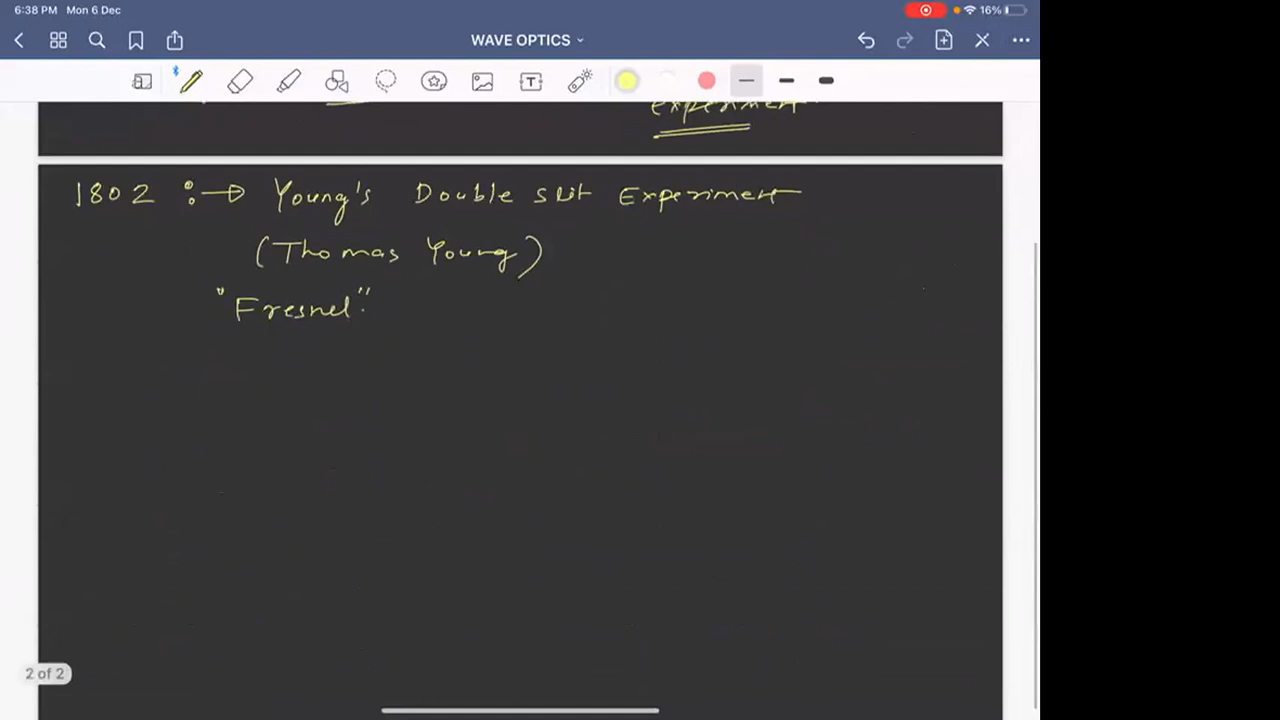 6:38 PM Mon 6 Dec
16%
WAVE OPTICS
T
experiment
1802 :→ Young's Double slit Experiment
(Thomas Young)
"Fresnel".
2 of 2